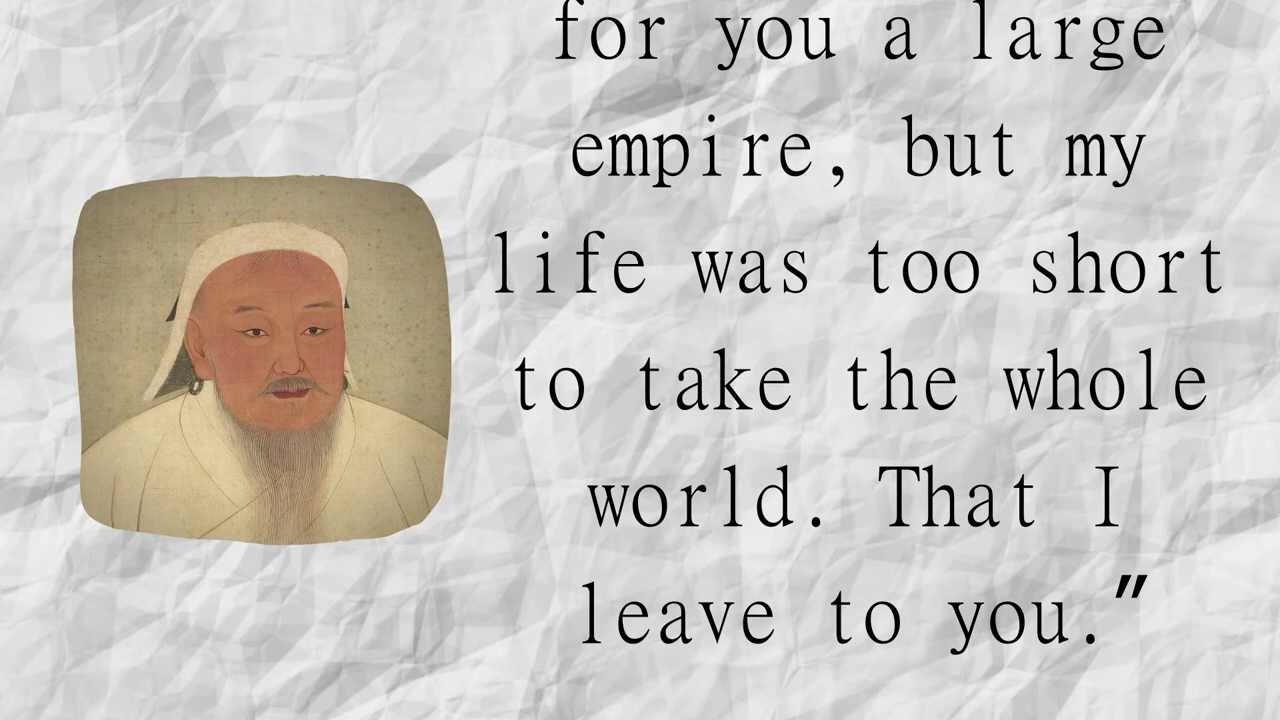 for you a large
empire, but my
life was too short
to take the whole
world. That I
leave to you.”